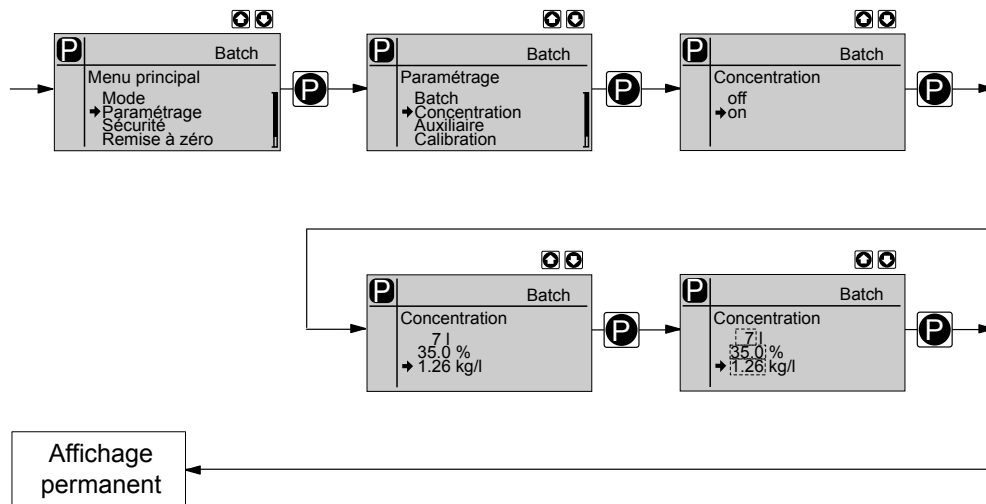 P Batch
Menu principal
Mode
Paramétrage
Sécurité
Remise à zéro
P
P Batch
Paramétrage
Batch
Concentration
Auxiliaire
Calibration
P
P Batch
Concentration
off
on
P
P Batch
Concentration
7 l
35.0 %
1.26 kg/l
P
P Batch
Concentration
7 l
35.0 %
1.26 kg/l
P
Affichage
permanent